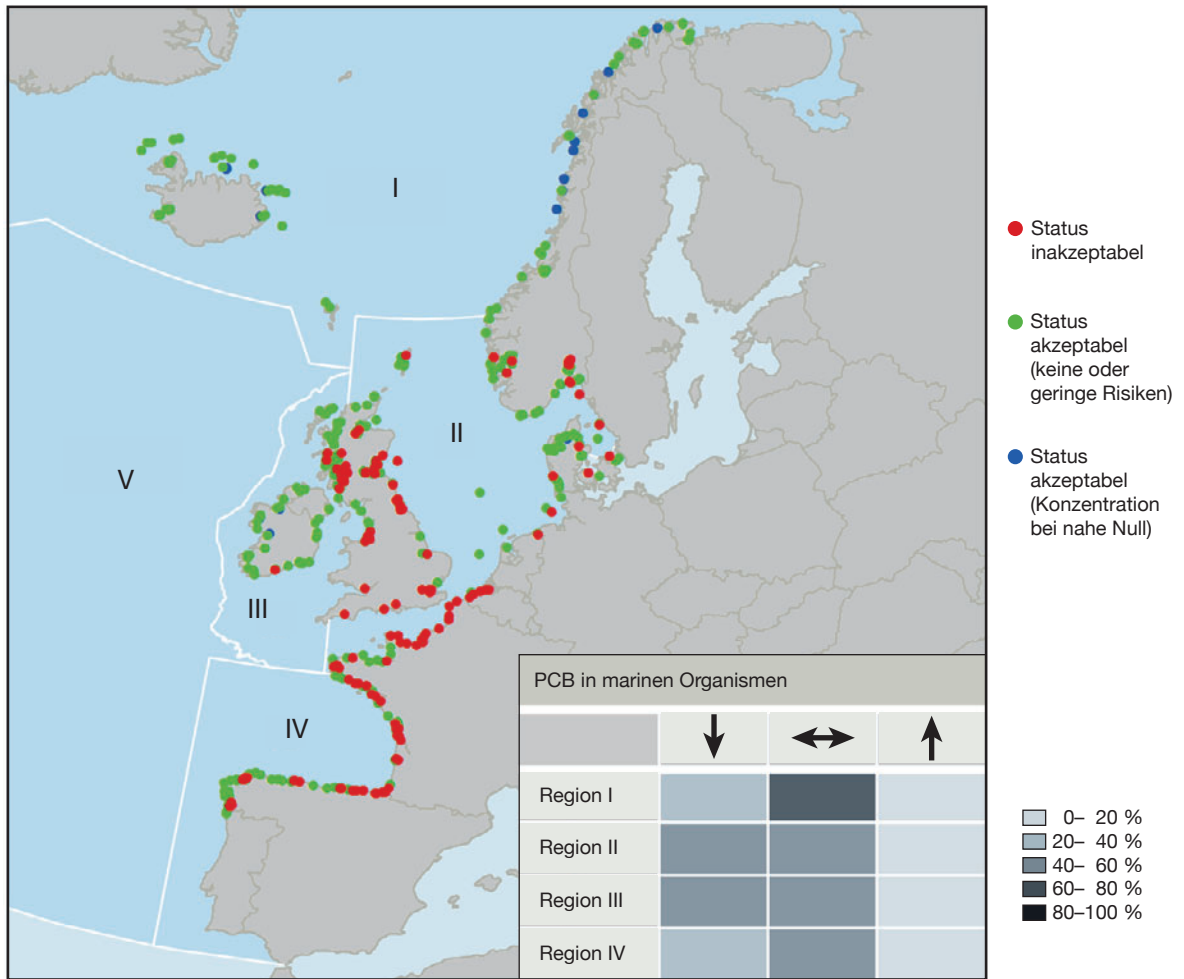 I
II
V
III
IV
Status
inakzeptabel
Status
akzeptabel
(keine oder
geringe Risiken)
Status
akzeptabel
(Konzentration
bei nahe Null)
PCB in marinen Organismen
↓ ↔ ↑
Region I
Region II
Region III
Region IV
0– 20 %
20– 40 %
40– 60 %
60– 80 %
80–100 %